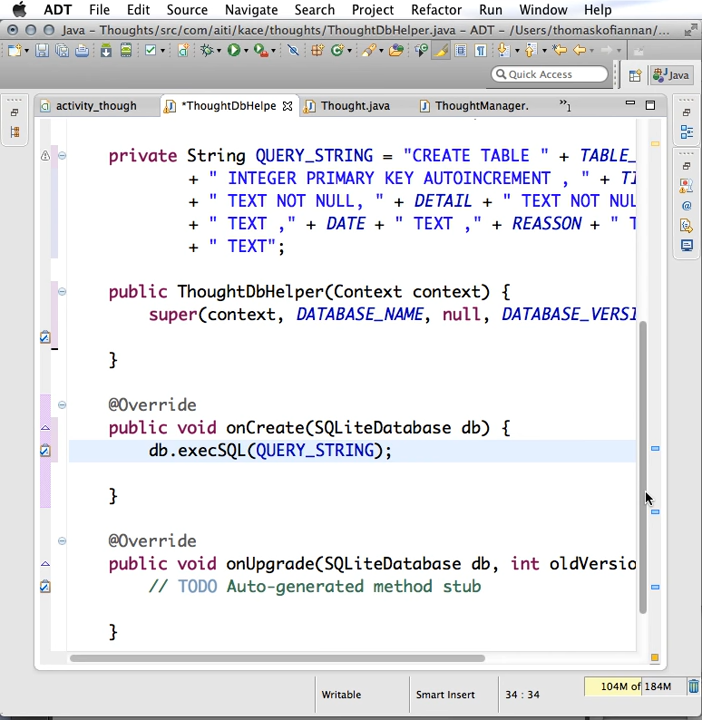 ADT File Edit Source Navigate Search Project Refactor Run Window Help
Java – Thoughts/src/com/aiti/kace/thoughts/ThoughtDbHelper.java – ADT – /Users/thomaskofiannan/...
Quick Access
Java
activity_though
*ThoughtDbHelpe
Thought.java
ThoughtManager.
»1
private String QUERY_STRING = "CREATE TABLE " + TABLE_
+ " INTEGER PRIMARY KEY AUTOINCREMENT , " + TI
+ " TEXT NOT NULL, " + DETAIL + " TEXT NOT NUL
+ " TEXT ," + DATE + " TEXT ," + REASSON + " T
+ " TEXT";
public ThoughtDbHelper(Context context) {
super(context, DATABASE_NAME, null, DATABASE_VERSI
}
@Override
public void onCreate(SQLiteDatabase db) {
db.execSQL(QUERY_STRING);
}
@Override
public void onUpgrade(SQLiteDatabase db, int oldVersio
// TODO Auto-generated method stub
}
Writable
Smart Insert
34 : 34
104M of 184M